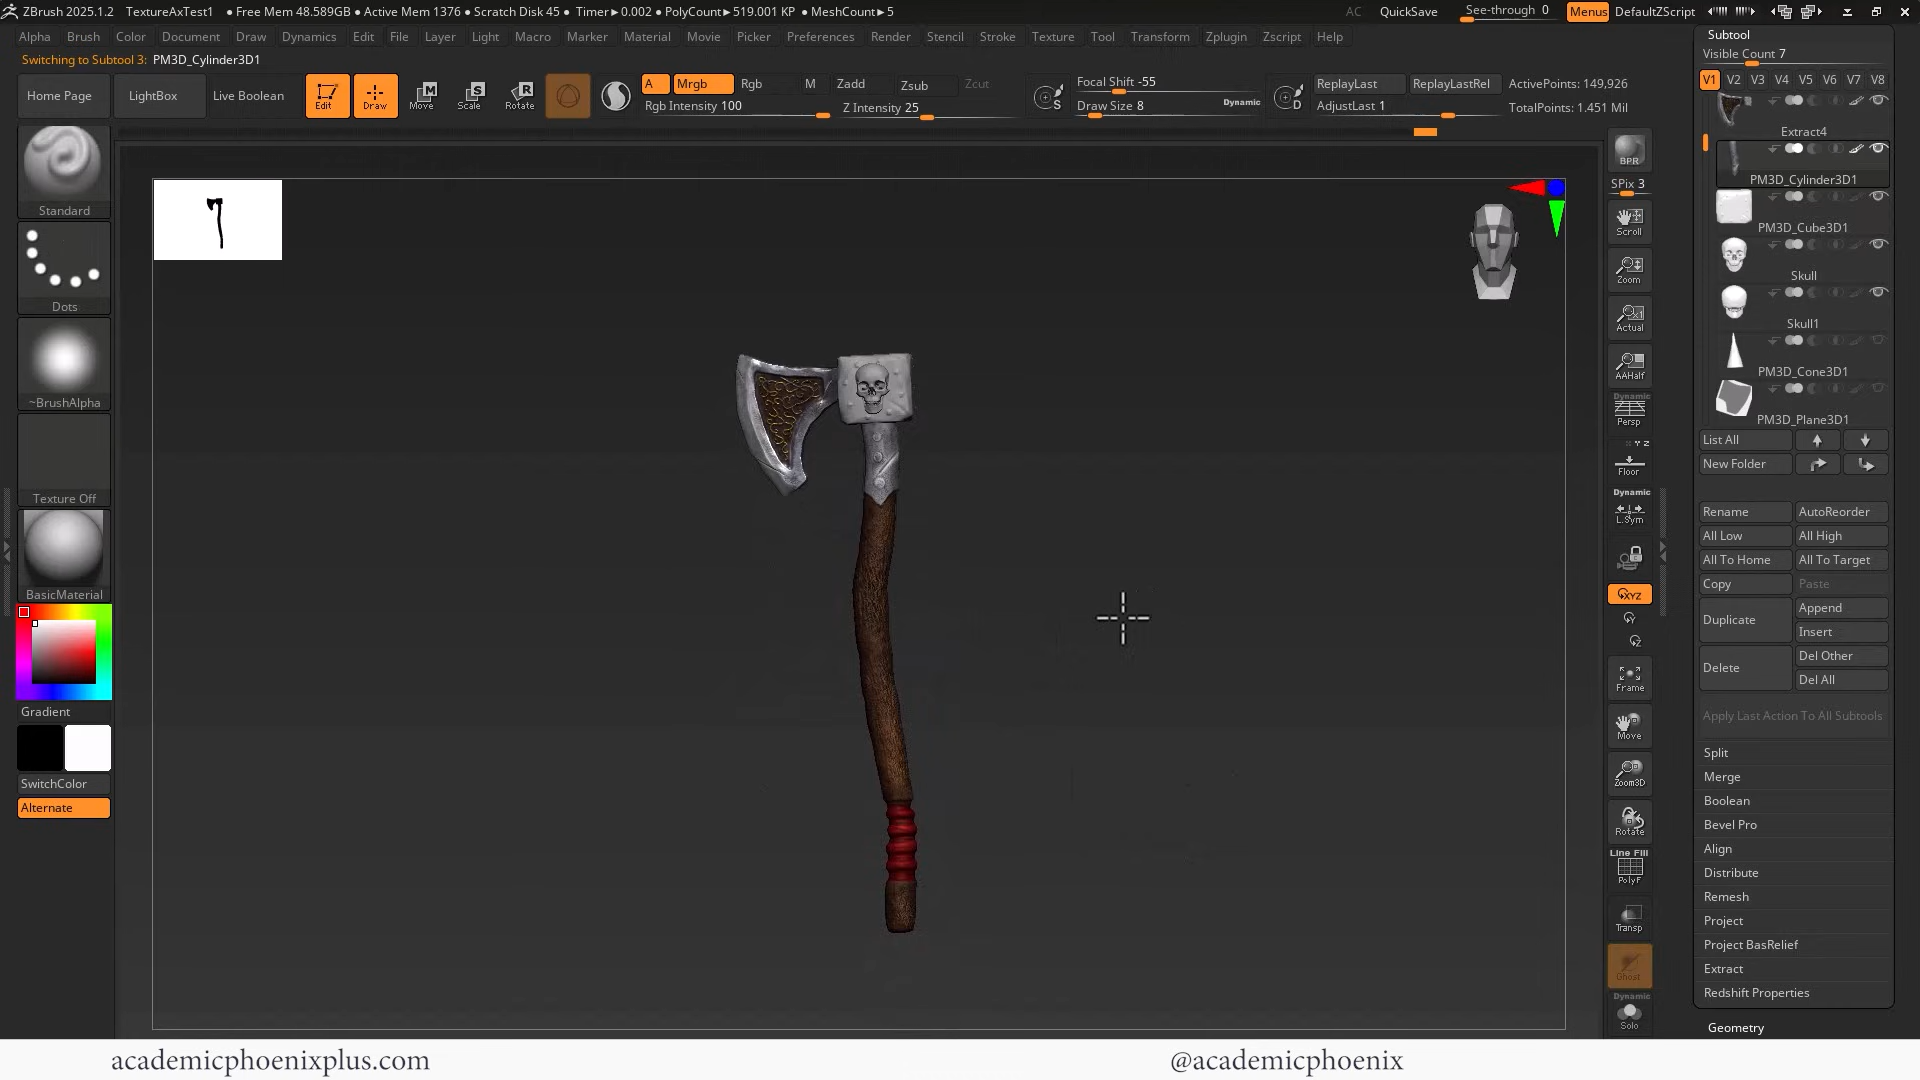 ZBrush 2025.1.2 TextureAxTest1 ● Free Mem 48.589GB ● Active Mem 1376 ● Scratch Disk 45 ● Timer►0.002 ● PolyCount►519.001 KP ● MeshCount►5 AC QuickSave See-through 0 Menus DefaultZScript
Alpha Brush Color Document Draw Dynamics Edit File Layer Light Macro Marker Material Movie Picker Preferences Render Stencil Stroke Texture Tool Transform Zplugin Zscript Help
Switching to Subtool 3: PM3D_Cylinder3D1
Home Page LightBox Live Boolean Edit Draw Move Scale Rotate
A Mrgb Rgb M Zadd Zsub Zcut
Rgb Intensity 100 Z Intensity 25
S Focal Shift -55
Draw Size 8 Dynamic
D ReplayLast ReplayLastRel
AdjustLast 1
ActivePoints: 149,926
TotalPoints: 1.451 Mil
Standard
Dots
~BrushAlpha
Texture Off
BasicMaterial
Gradient
SwitchColor
Alternate
BPR
SPix 3
Scroll
Zoom
Actual
AAHalf
Dynamic
Persp
Floor
Dynamic
L.Sym
XYZ
Y
Z
Frame
Move
Zoom3D
Rotate
Line Fill
PolyF
Transp
Ghost
Dynamic
Solo
Subtool
Visible Count 7
V1 V2 V3 V4 V5 V6 V7 V8
Extract4
PM3D_Cylinder3D1
PM3D_Cube3D1
Skull
Skull1
PM3D_Cone3D1
PM3D_Plane3D1
List All
New Folder
Rename AutoReorder
All Low All High
All To Home All To Target
Copy Paste
Duplicate Append
Insert
Delete Del Other
Del All
Apply Last Action To All Subtools
Split
Merge
Boolean
Bevel Pro
Align
Distribute
Remesh
Project
Project BasRelief
Extract
Redshift Properties
Geometry
academicphoenixplus.com @academicphoenix